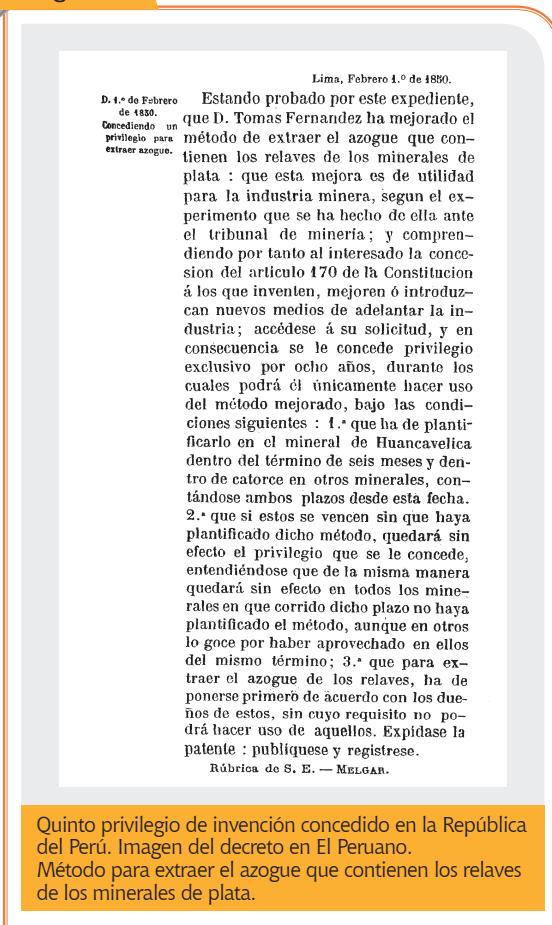 Lima, Febrero 1.º de 1850.
D. 1.º de Febrero
de 1850.
Concediendo un
privilegio para
extraer azogue.
Estando probado por este expediente,
que D. Tomas Fernandez ha mejorado el
método de extraer el azogue que con-
tienen los relaves de los minerales de
plata : que esta mejora es de utilidad
para la industria minera, segun el ex-
perimento que se ha hecho de ella ante
el tribunal de minería; y compren-
diendo por tanto al interesado la conce-
sion del articulo 170 de la Constitucion
á los que inventen, mejoren ó introduz-
can nuevos medios de adelantar la in-
dustria; accédese á su solicitud, y en
consecuencia se le concede privilegio
exclusivo por ocho años, durante los
cuales podrá él únicamente hacer uso
del método mejorado, bajo las condi-
ciones siguientes : 1.ª que ha de planti-
ficarlo en el mineral de Huancavelica
dentro del término de seis meses y den-
tro de catorce en otros minerales, con-
tándose ambos plazos desde esta fecha.
2.ª que si estos se vencen sin que haya
plantificado dicho método, quedará sin
efecto el privilegio que se le concede,
entendiéndose que de la misma manera
quedará sin efecto en todos los mine-
rales en que corrido dicho plazo no haya
plantificado el método, aunque en otros
lo goce por haber aprovechado en ellos
del mismo término; 3.ª que para ex-
traer el azogue de los relaves, ha de
ponerse primero de acuerdo con los due-
ños de estos, sin cuyo requisito no po-
drá hacer uso de aquellos. Expídase la
patente : publíquese y regístrese.
Rúbrica de S. E. — MELGAR.
Quinto privilegio de invención concedido en la República
del Perú. Imagen del decreto en El Peruano.
Método para extraer el azogue que contienen los relaves
de los minerales de plata.